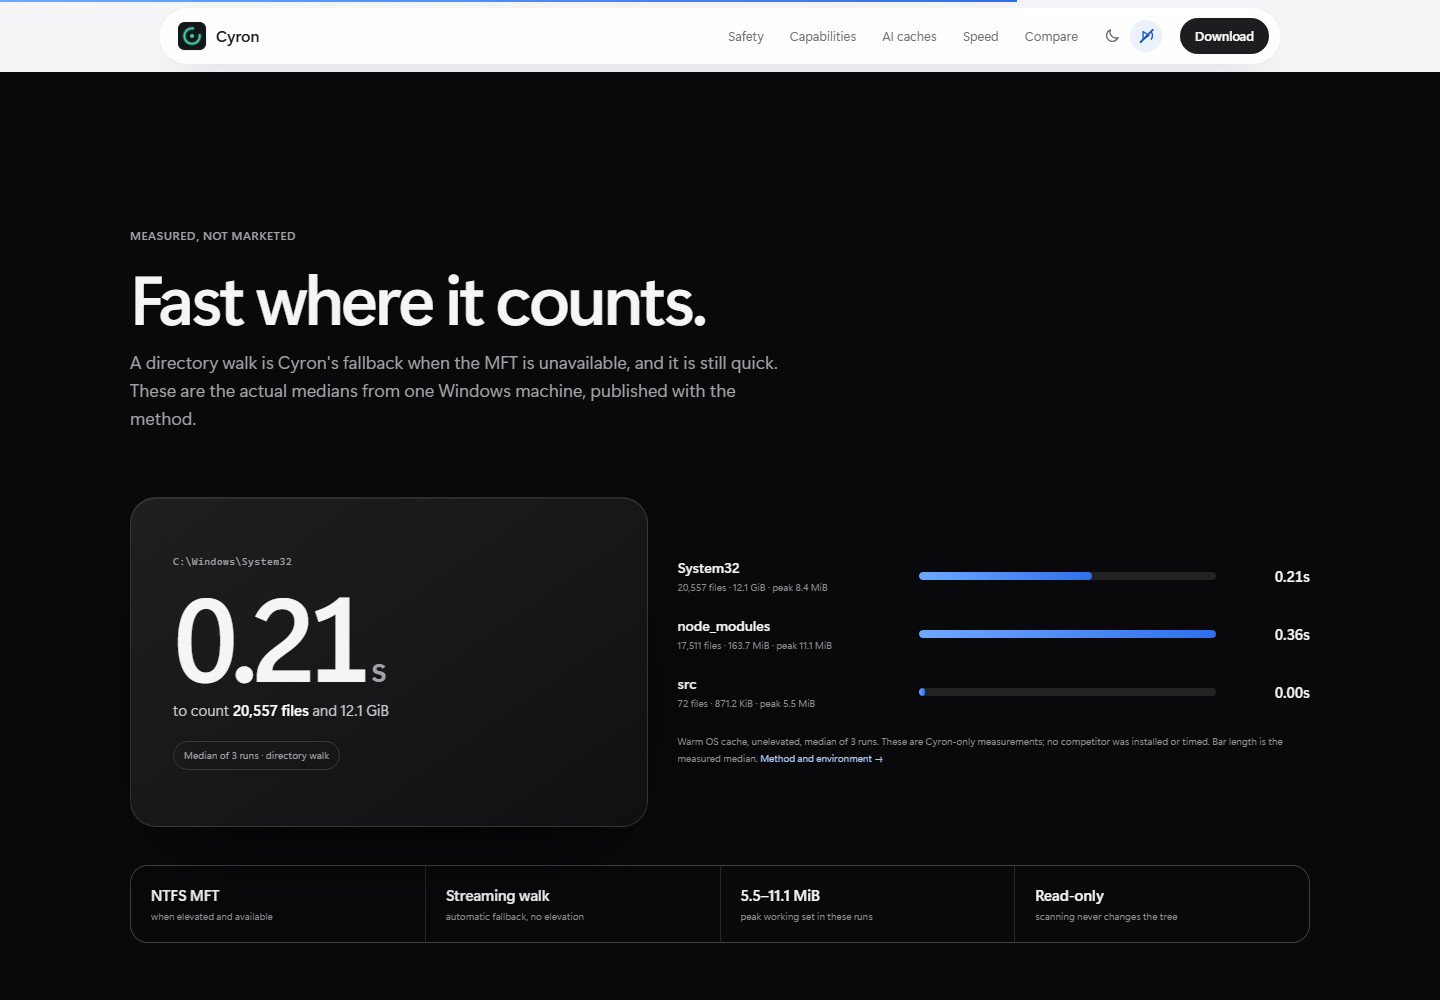 Cyron
Safety
Capabilities
AI caches
Speed
Compare
Download
MEASURED, NOT MARKETED
Fast where it counts.
A directory walk is Cyron's fallback when the MFT is unavailable, and it is still quick.
These are the actual medians from one Windows machine, published with the
method.
C:\Windows\System32
0.21 s
to count 20,557 files and 12.1 GiB
Median of 3 runs · directory walk
System32
20,557 files · 12.1 GiB · peak 8.4 MiB
0.21s
node_modules
17,511 files · 163.7 MiB · peak 11.1 MiB
0.36s
src
72 files · 871.2 KiB · peak 5.5 MiB
0.00s
Warm OS cache, unelevated, median of 3 runs. These are Cyron-only measurements; no competitor was installed or timed. Bar length is the
measured median. Method and environment →
NTFS MFT
when elevated and available
Streaming walk
automatic fallback, no elevation
5.5–11.1 MiB
peak working set in these runs
Read-only
scanning never changes the tree